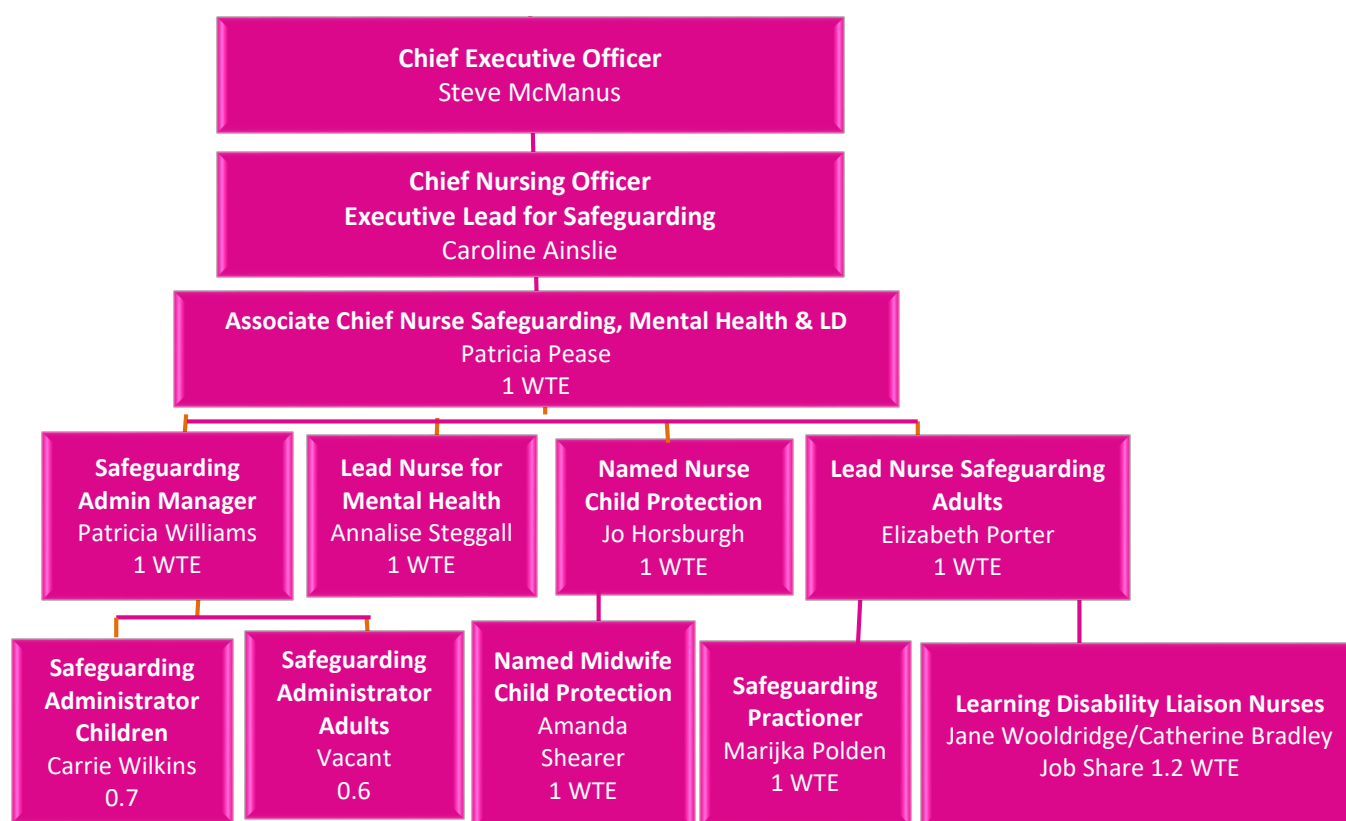 Chief Executive Officer
Steve McManus
Chief Nursing Officer
Executive Lead for Safeguarding
Caroline Ainslie
Associate Chief Nurse Safeguarding, Mental Health & LD
Patricia Pease
1 WTE
Safeguarding
Admin Manager
Patricia Williams
1 WTE
Lead Nurse for
Mental Health
Annalise Steggall
1 WTE
Named Nurse
Child Protection
Jo Horsburgh
1 WTE
Lead Nurse Safeguarding
Adults
Elizabeth Porter
1 WTE
Safeguarding
Administrator
Children
Carrie Wilkins
0.7
Safeguarding
Administrator
Adults
Vacant
0.6
Named Midwife
Child Protection
Amanda
Shearer
1 WTE
Safeguarding
Practioner
Marijka Polden
1 WTE
Learning Disability Liaison Nurses
Jane Wooldridge/Catherine Bradley
Job Share 1.2 WTE